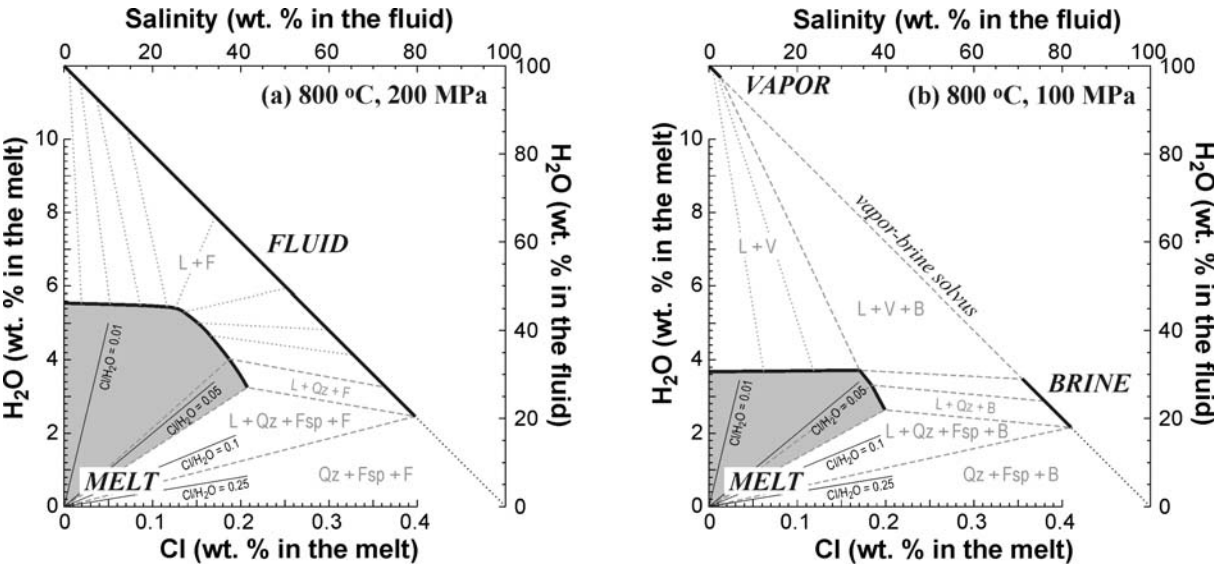 Salinity (wt. % in the fluid)
0 20 40 60 80 100
(a) 800 ºC, 200 MPa
H2O (wt. % in the melt)
10
8
6
4
2
0
H2O (wt. % in the fluid)
100
80
60
40
20
0
FLUID
L + F
Cl/H2O = 0.01
Cl/H2O = 0.05
L + Qz + F
L + Qz + Fsp + F
Cl/H2O = 0.1
MELT
Cl/H2O = 0.25
Qz + Fsp + F
0 0.1 0.2 0.3 0.4
Cl (wt. % in the melt)
Salinity (wt. % in the fluid)
0 20 40 60 80 100
VAPOR
(b) 800 ºC, 100 MPa
H2O (wt. % in the melt)
10
8
6
4
2
0
H2O (wt. % in the fluid)
100
80
60
40
20
0
vapor-brine solvus
L + V
L + V + B
BRINE
Cl/H2O = 0.01
Cl/H2O = 0.05
L + Qz + B
L + Qz + Fsp + B
Cl/H2O = 0.1
MELT
Cl/H2O = 0.25
Qz + Fsp + B
0 0.1 0.2 0.3 0.4
Cl (wt. % in the melt)